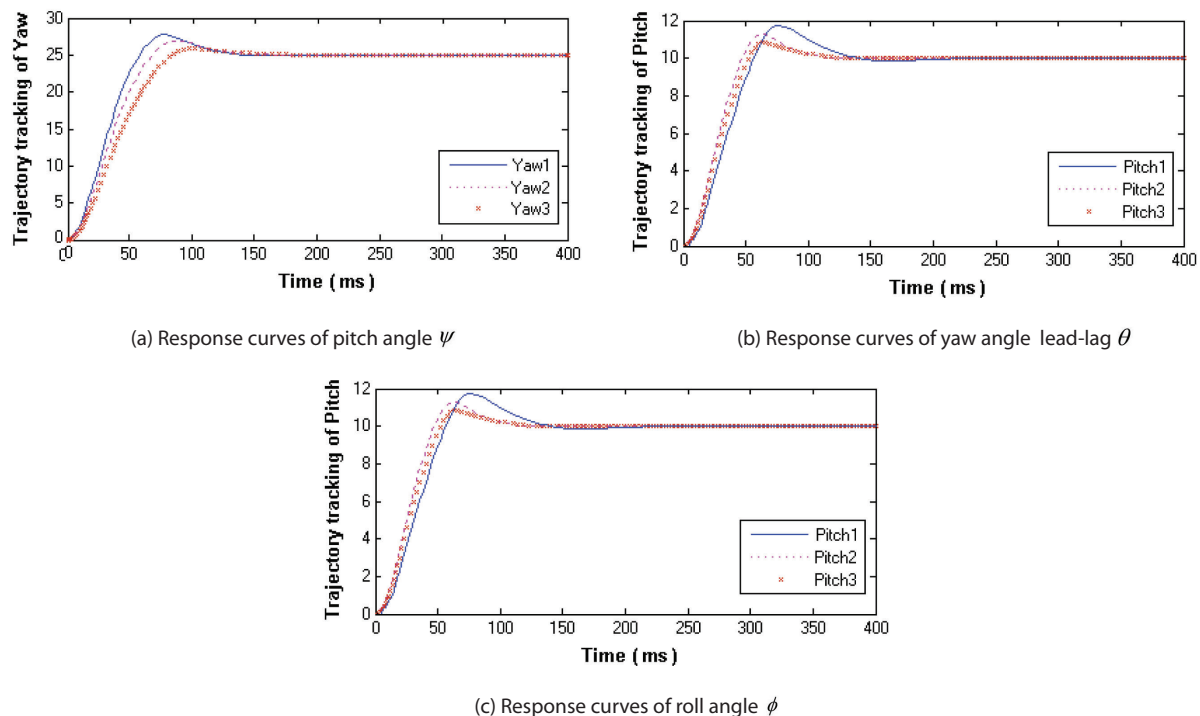 Trajectory tracking of Yaw
30
25
20
15
10
5
0
0
50
100
150
200
250
300
350
400
Yaw1
Yaw2
Yaw3
Time ( ms )
(a) Response curves of pitch angle ψ
Trajectory tracking of Pitch
12
10
8
6
4
2
0
0
50
100
150
200
250
300
350
400
Pitch1
Pitch2
Pitch3
Time ( ms )
(b) Response curves of yaw angle lead-lag θ
Trajectory tracking of Pitch
12
10
8
6
4
2
0
0
50
100
150
200
250
300
350
400
Pitch1
Pitch2
Pitch3
Time ( ms )
(c) Response curves of roll angle ϕ